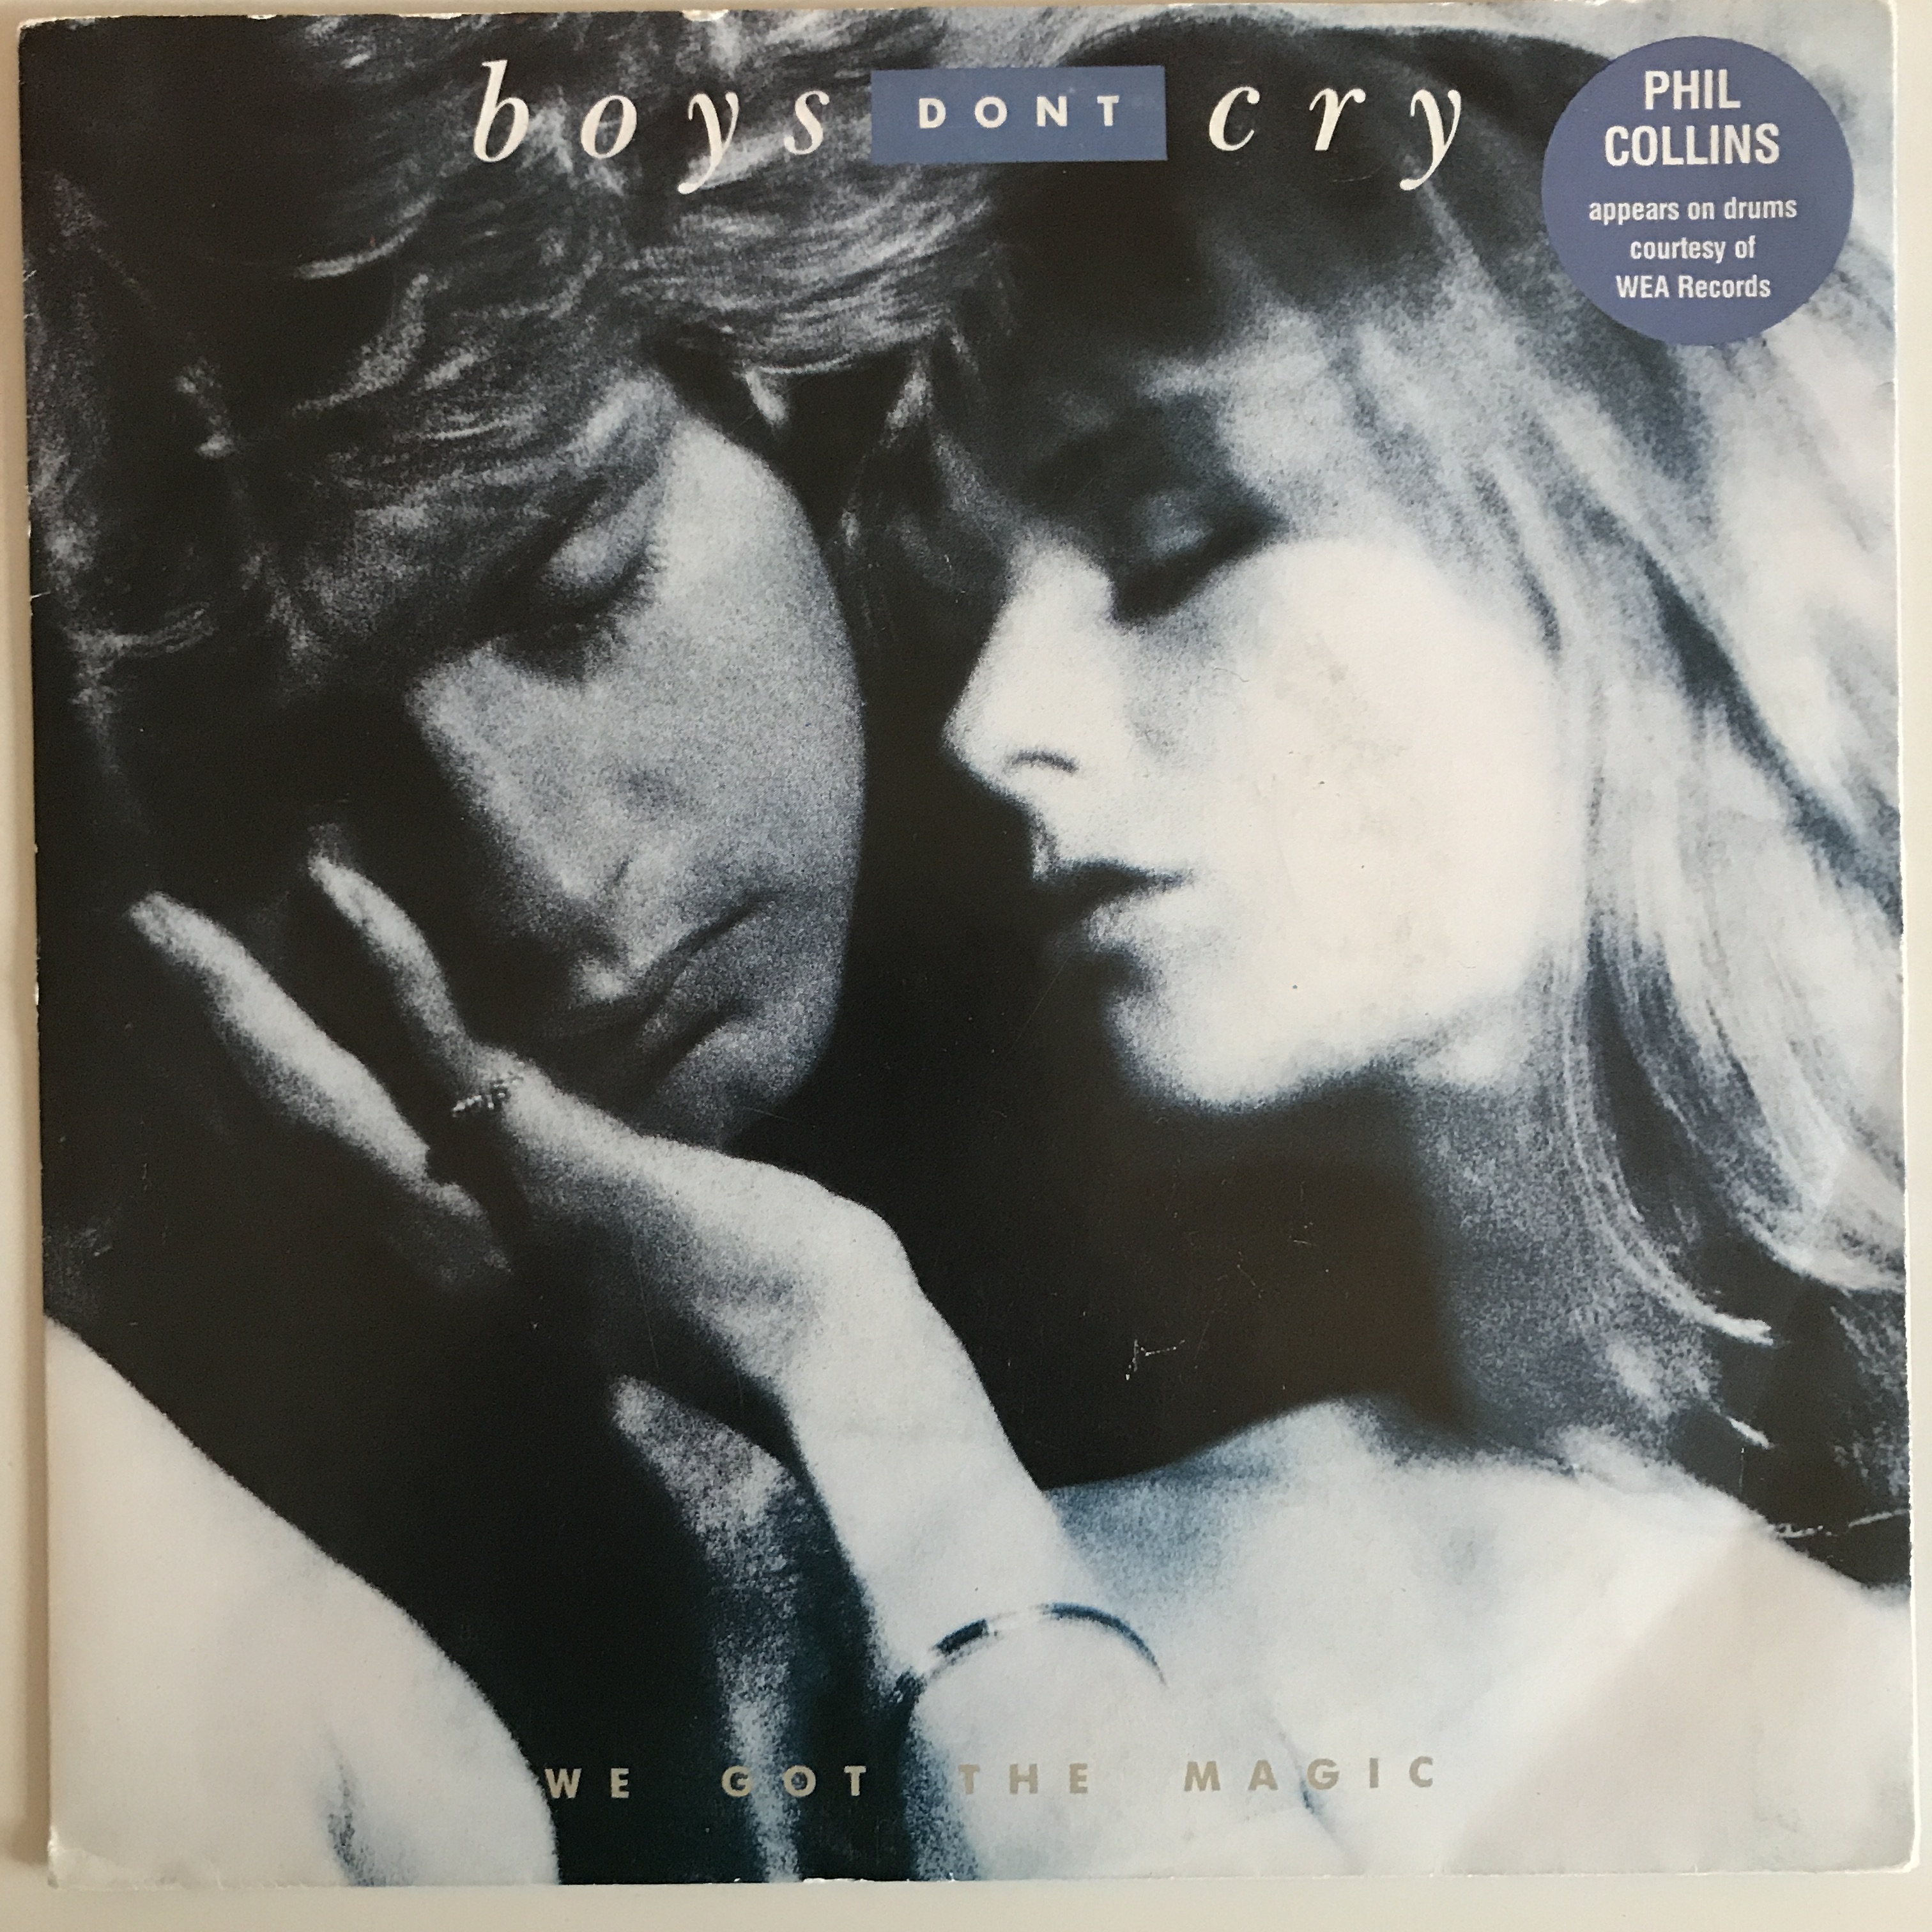 boys DONT cry
PHIL
COLLINS
appears on drums
courtesy of
WEA Records
WE GOT THE MAGIC